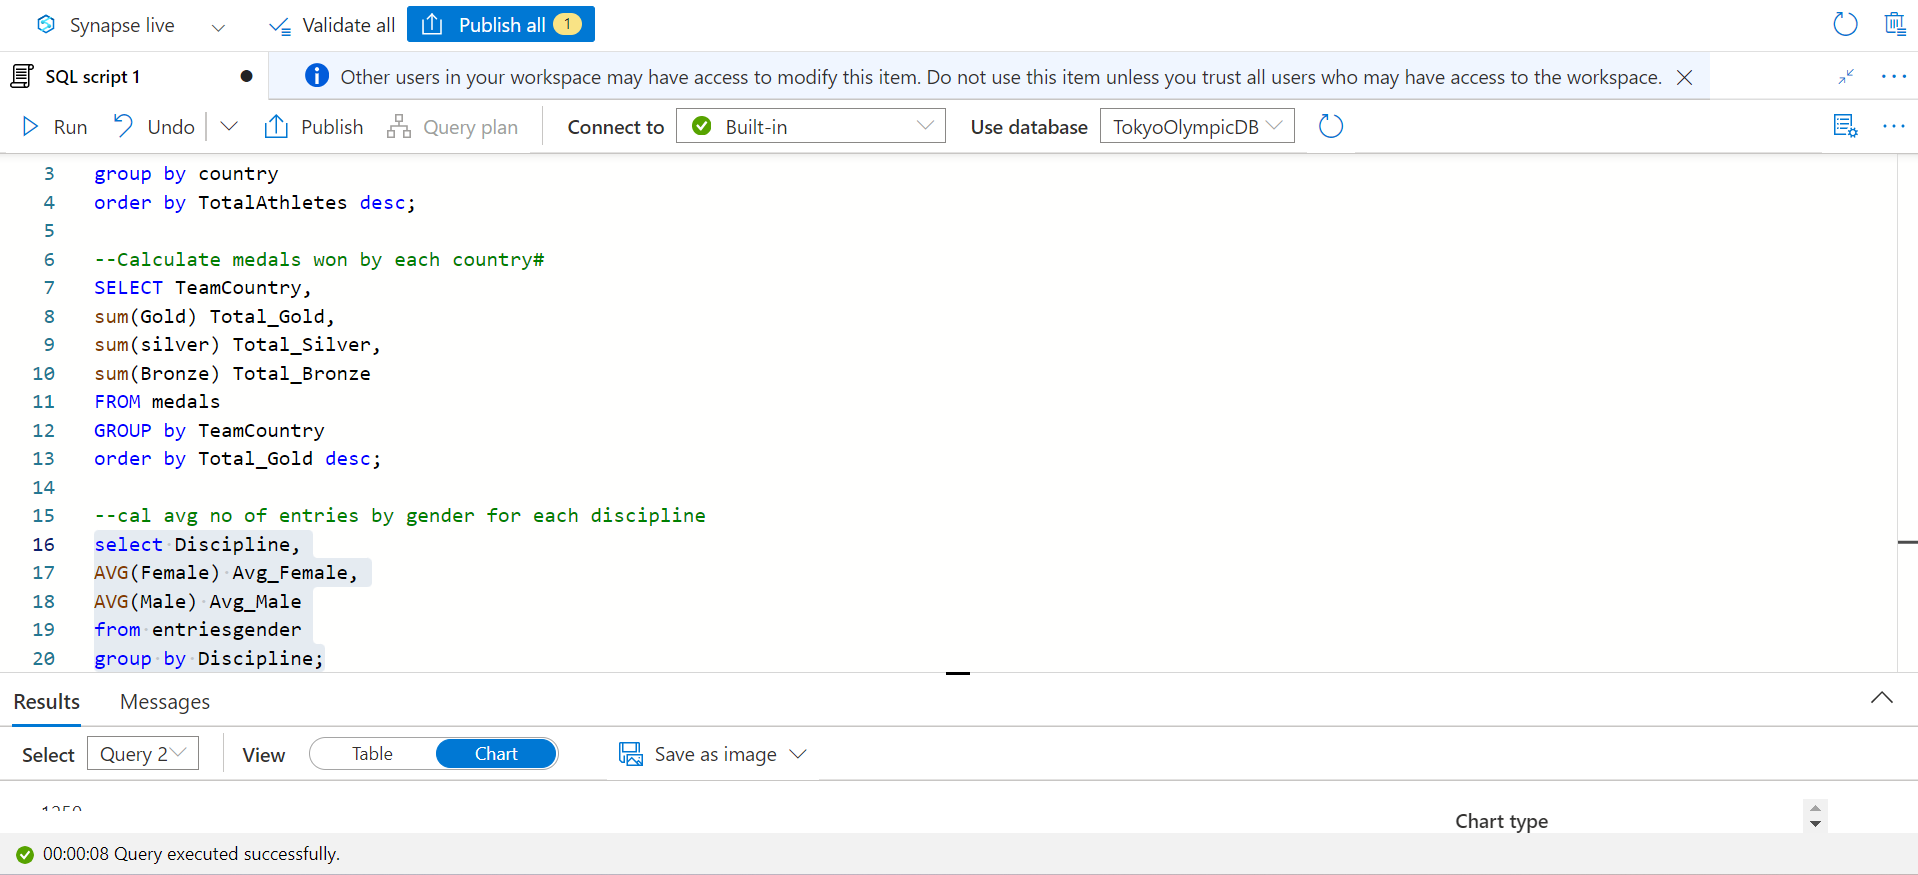 Synapse live Validate all Publish all 1
SQL script 1 Other users in your workspace may have access to modify this item. Do not use this item unless you trust all users who may have access to the workspace.
Run Undo Publish Query plan Connect to Built-in Use database TokyoOlympicDB
3 group by country
4 order by TotalAthletes desc;
5
6 --Calculate medals won by each country#
7 SELECT TeamCountry,
8 sum(Gold) Total_Gold,
9 sum(silver) Total_Silver,
10 sum(Bronze) Total_Bronze
11 FROM medals
12 GROUP by TeamCountry
13 order by Total_Gold desc;
14
15 --cal avg no of entries by gender for each discipline
16 select Discipline,
17 AVG(Female) Avg_Female,
18 AVG(Male) Avg_Male
19 from entriesgender
20 group by Discipline;
Results Messages
Select Query 2 View Table Chart Save as image
Chart type
00:00:08 Query executed successfully.